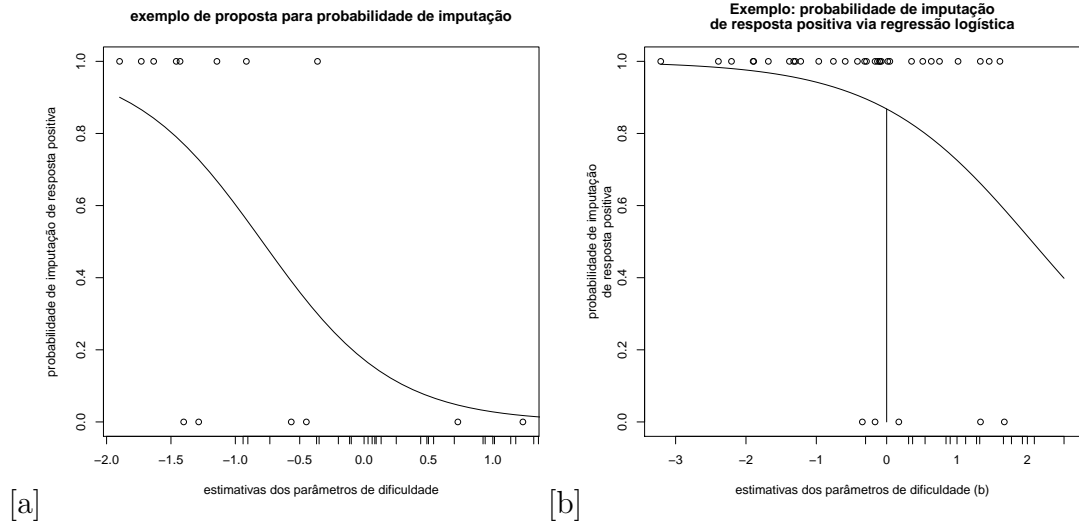 exemplo de proposta para probabilidade de imputação
probabilidade de imputação de resposta positiva
1.0
0.8
0.6
0.4
0.2
0.0
−2.0 −1.5 −1.0 −0.5 0.0 0.5 1.0
estimativas dos parâmetros de dificuldade
[a]
Exemplo: probabilidade de imputação
de resposta positiva via regressão logística
probabilidade de imputação
de resposta positiva
1.0
0.8
0.6
0.4
0.2
0.0
−3 −2 −1 0 1 2
estimativas dos parâmetros de dificuldade (b)
[b]